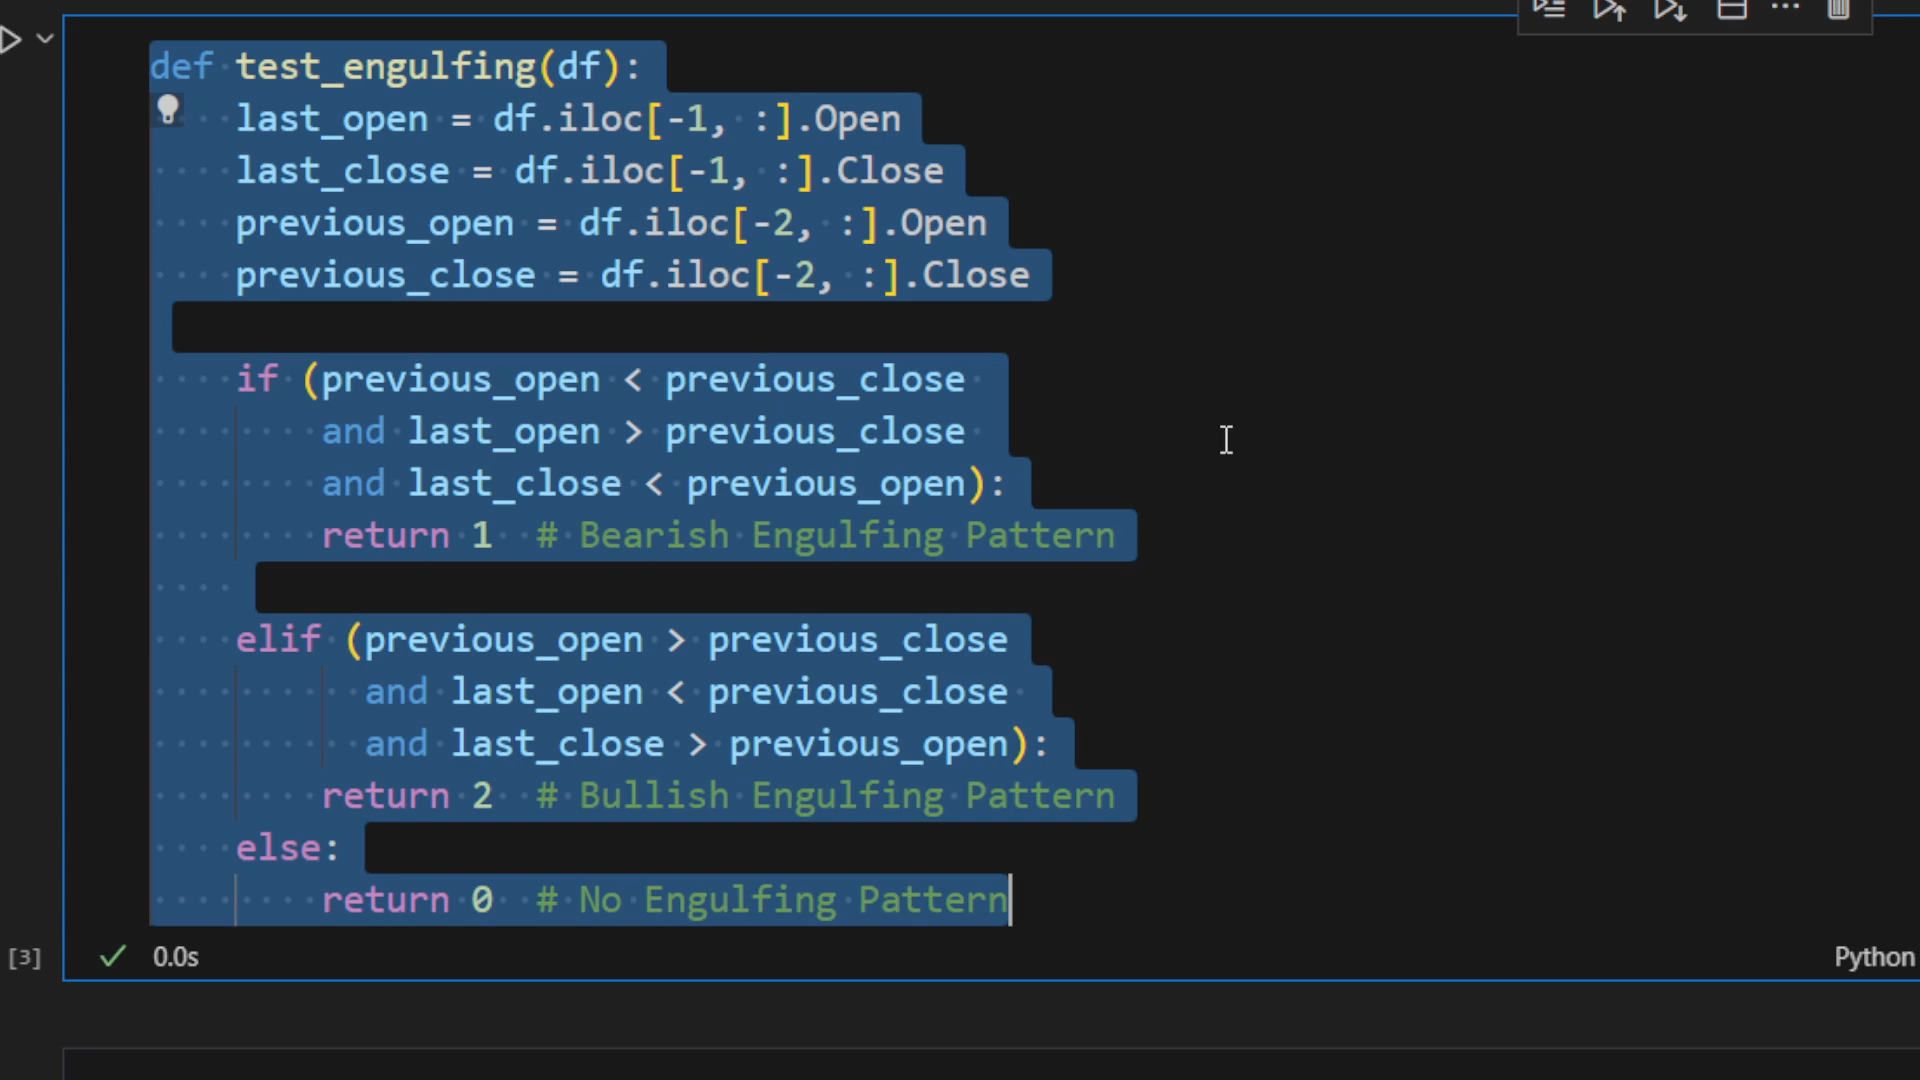 def test_engulfing(df):
    last_open = df.iloc[-1, :].Open
    last_close = df.iloc[-1, :].Close
    previous_open = df.iloc[-2, :].Open
    previous_close = df.iloc[-2, :].Close

    if (previous_open < previous_close
        and last_open > previous_close
        and last_close < previous_open):
        return 1  # Bearish Engulfing Pattern

    elif (previous_open > previous_close
          and last_open < previous_close
          and last_close > previous_open):
        return 2  # Bullish Engulfing Pattern
    else:
        return 0  # No Engulfing Pattern
[3] 0.0s Python